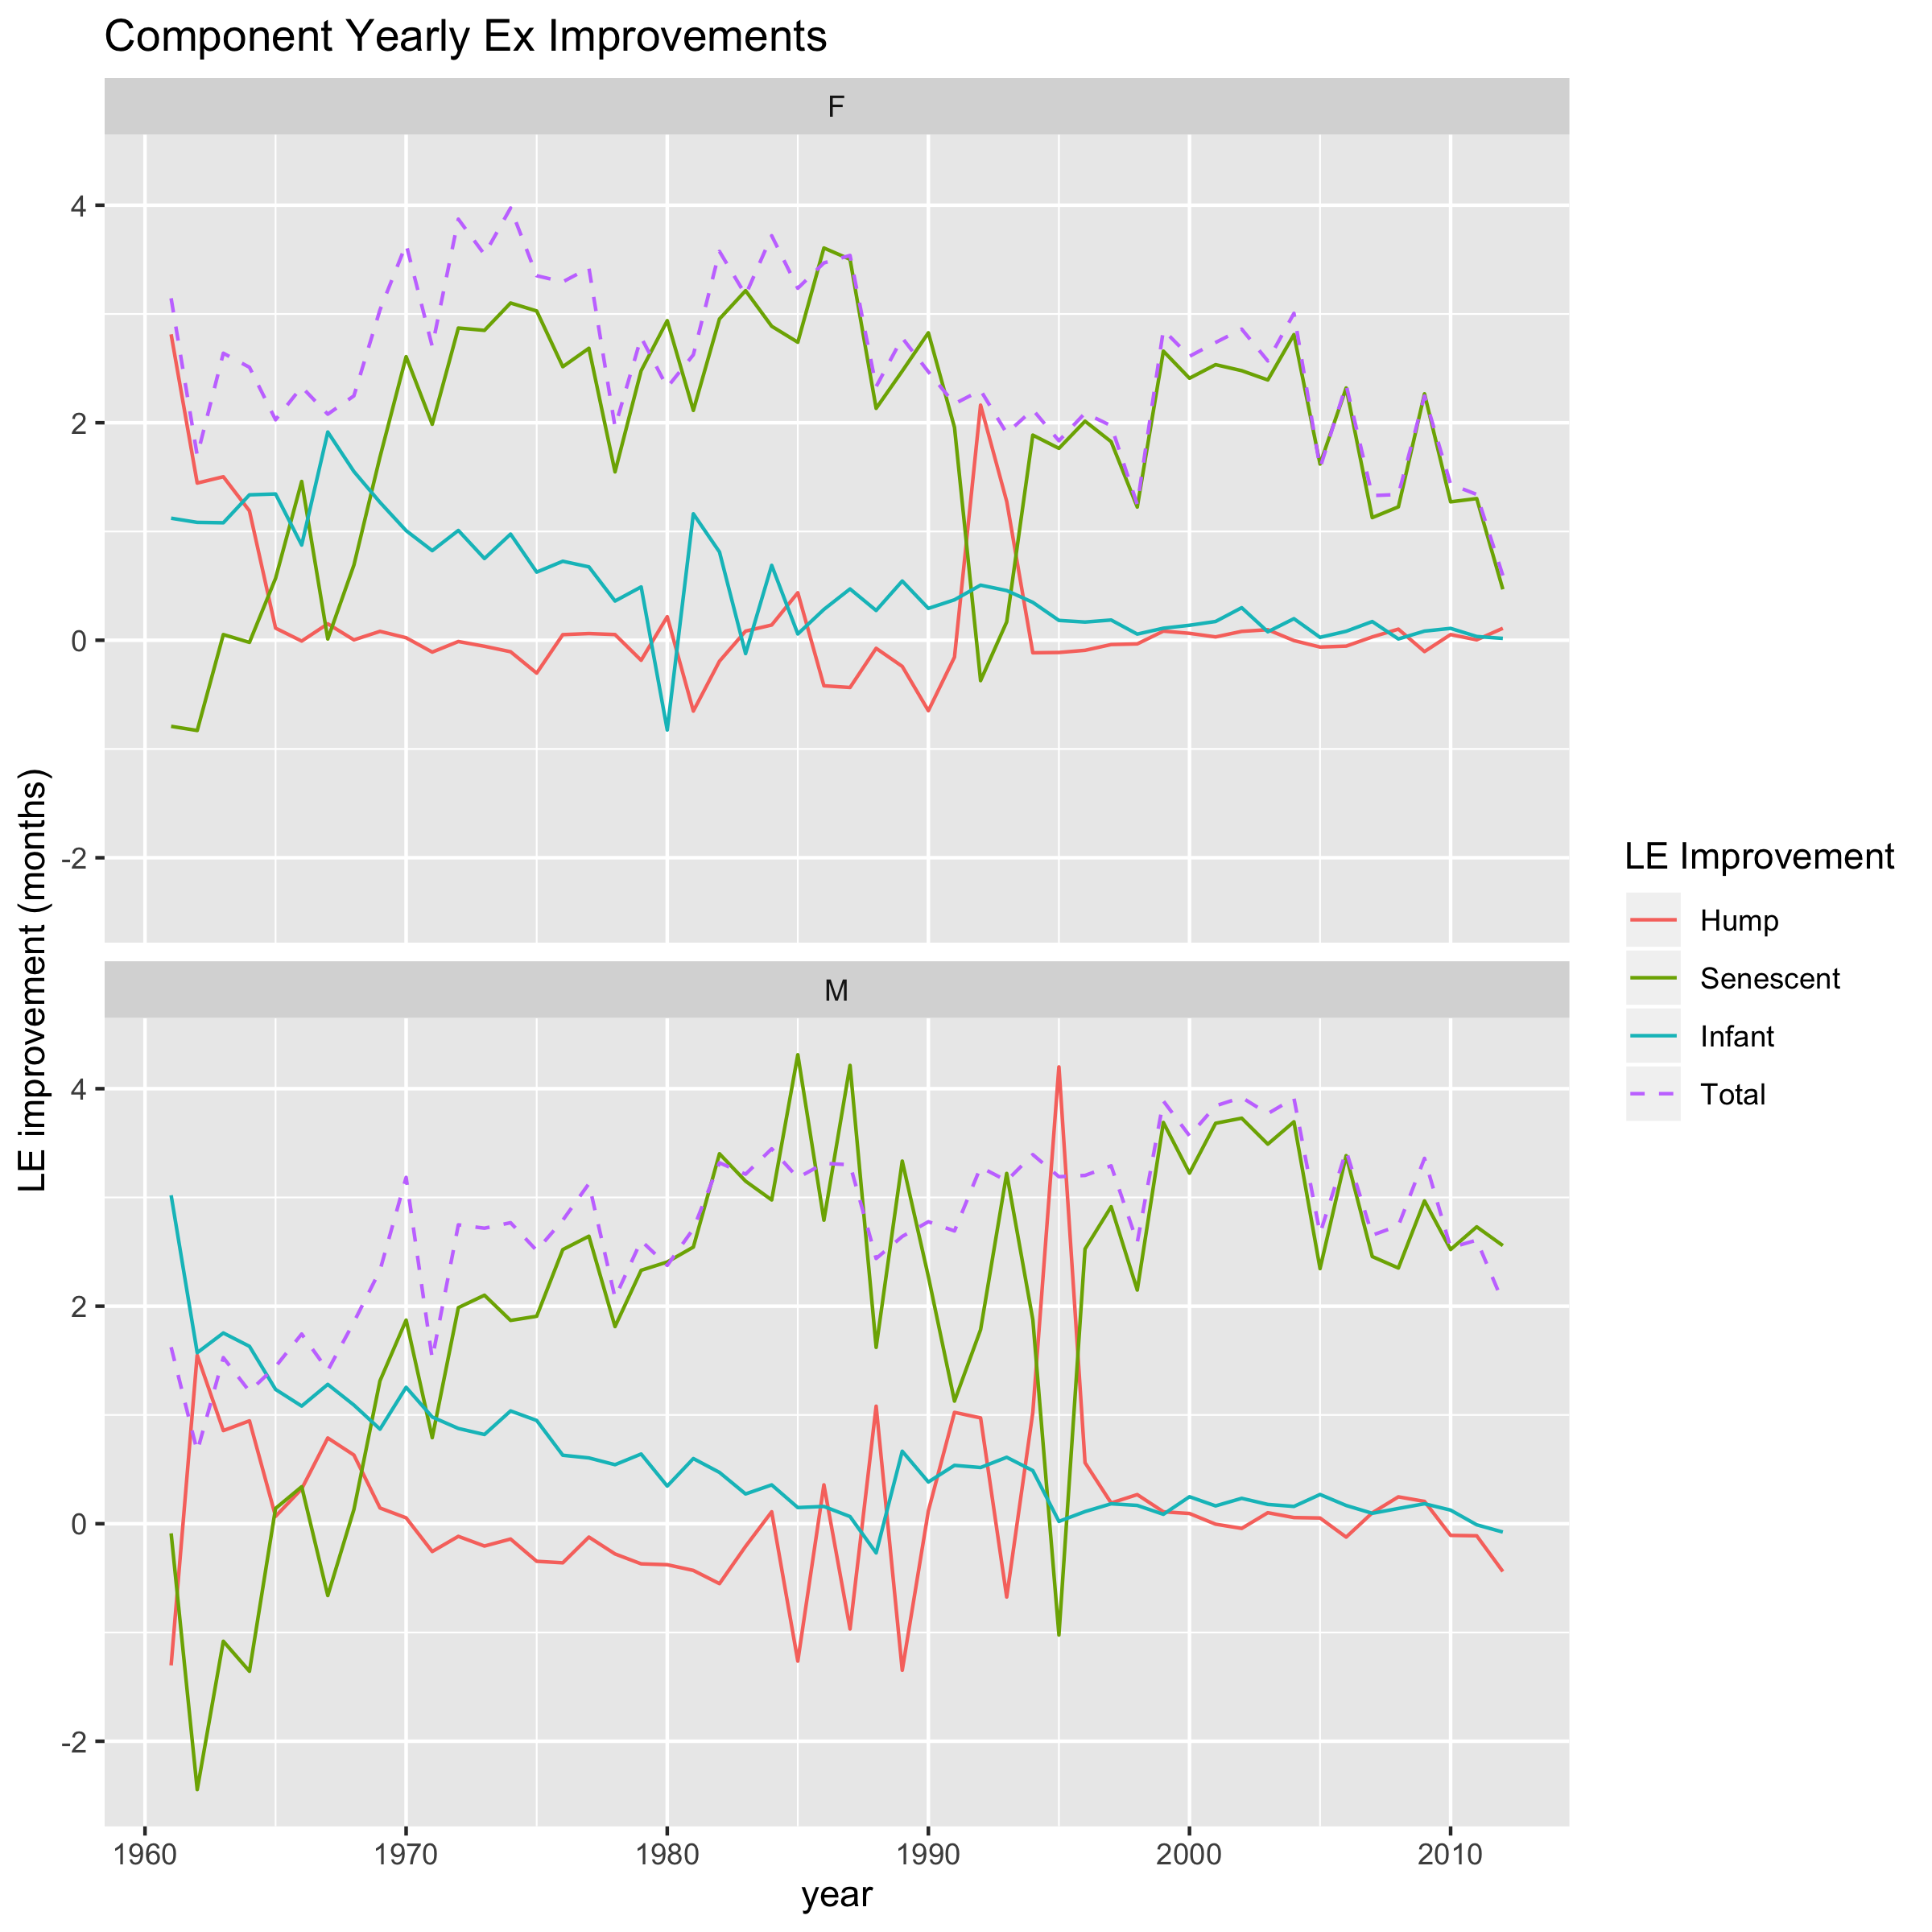 Component Yearly Ex Improvements
F
4
2
0
-2
M
4
2
0
-2
1960 1970 1980 1990 2000 2010
year
LE improvement (months)
LE Improvement
Hump
Senescent
Infant
Total